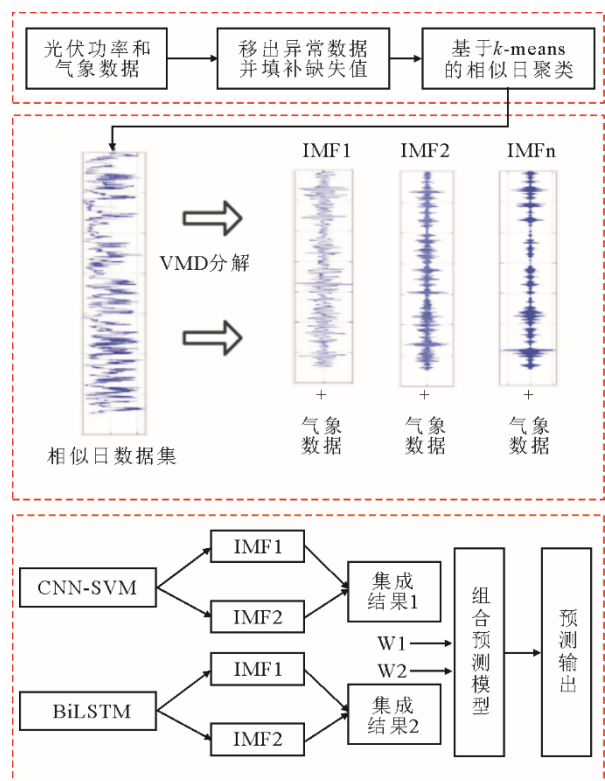 光伏功率和
气象数据
移出异常数据
并填补缺失值
基于k-means
的相似日聚类
IMF1
IMF2
IMFn
VMD分解
+
+
+
气象
数据
气象
数据
气象
数据
相似日数据集
CNN-SVM
IMF1
IMF2
集成
结果1
BiLSTM
IMF1
IMF2
集成
结果2
W1
W2
组合预测模型
预测输出